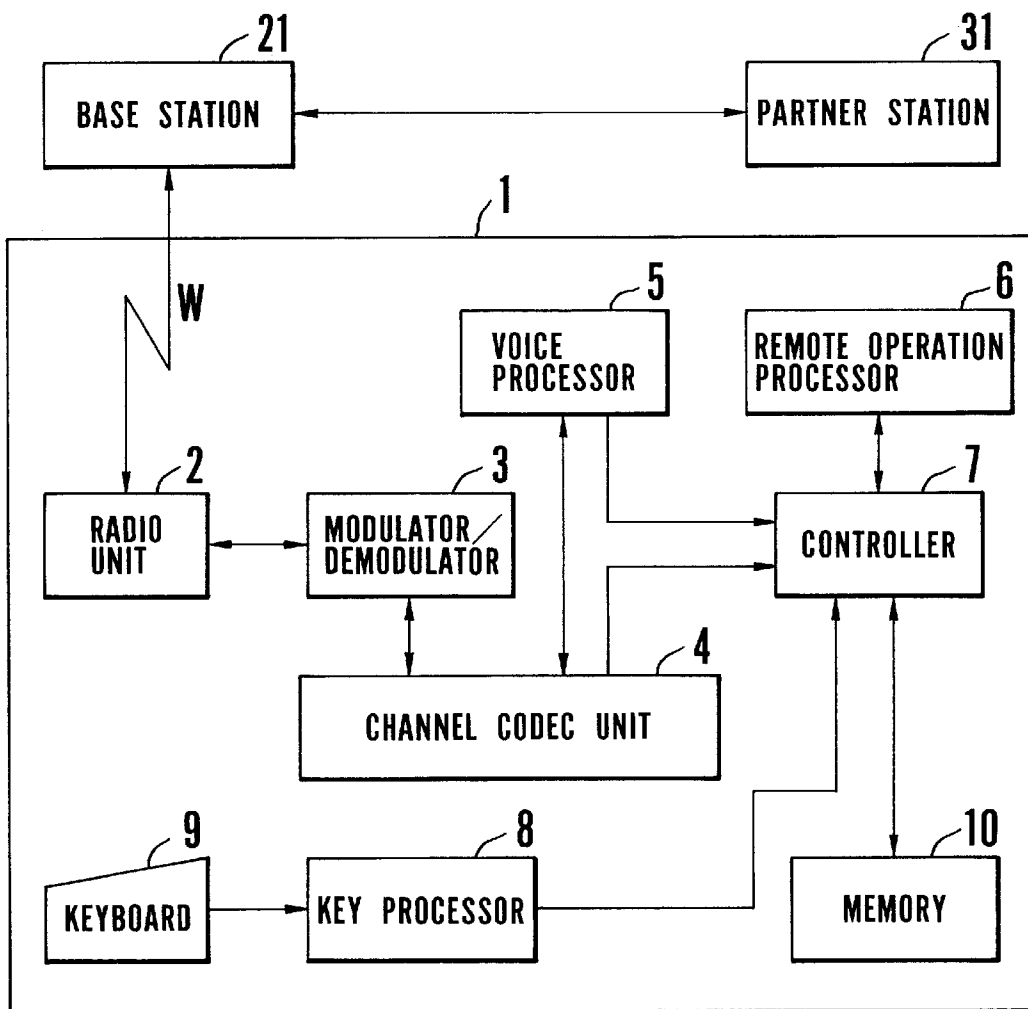 21
31
BASE STATION
PARTNER STATION
1
W
5
6
VOICE
PROCESSOR
REMOTE OPERATION
PROCESSOR
2
3
7
RADIO
UNIT
MODULATOR/
DEMODULATOR
CONTROLLER
4
CHANNEL CODEC UNIT
9
8
10
KEYBOARD
KEY PROCESSOR
MEMORY